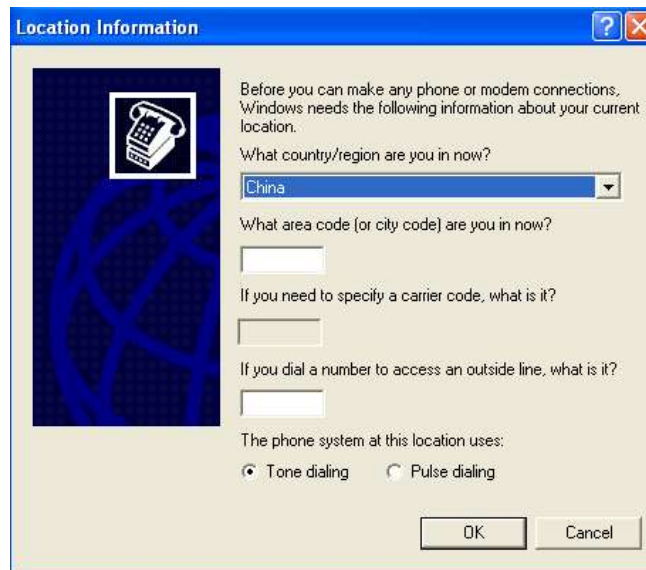 Location Information
Before you can make any phone or modem connections,
Windows needs the following information about your current
location.
What country/region are you in now?
China
What area code (or city code) are you in now?
If you need to specify a carrier code, what is it?
If you dial a number to access an outside line, what is it?
The phone system at this location uses:
Tone dialing Pulse dialing
OK Cancel